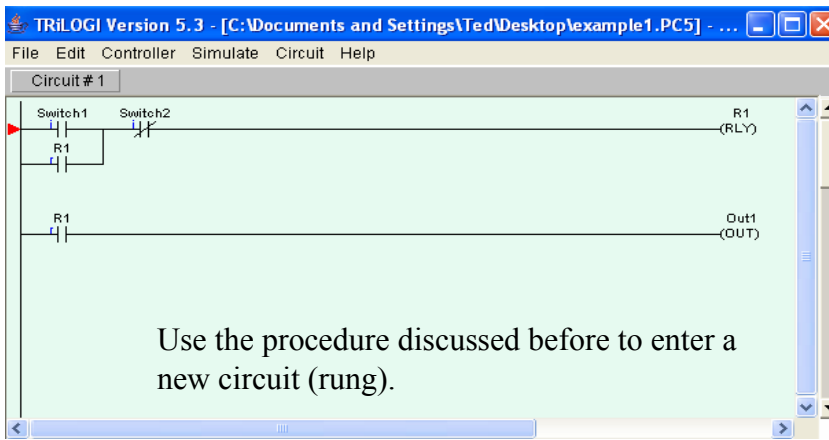 TRiLOGI Version 5.3 - [C:\Documents and Settings\Ted\Desktop\example1.PC5] - ...
File Edit Controller Simulate Circuit Help
Circuit # 1
Switch1 Switch2 R1
i i (RLY)
R1
r
R1 Out1
r (OUT)
Use the procedure discussed before to enter a
new circuit (rung).